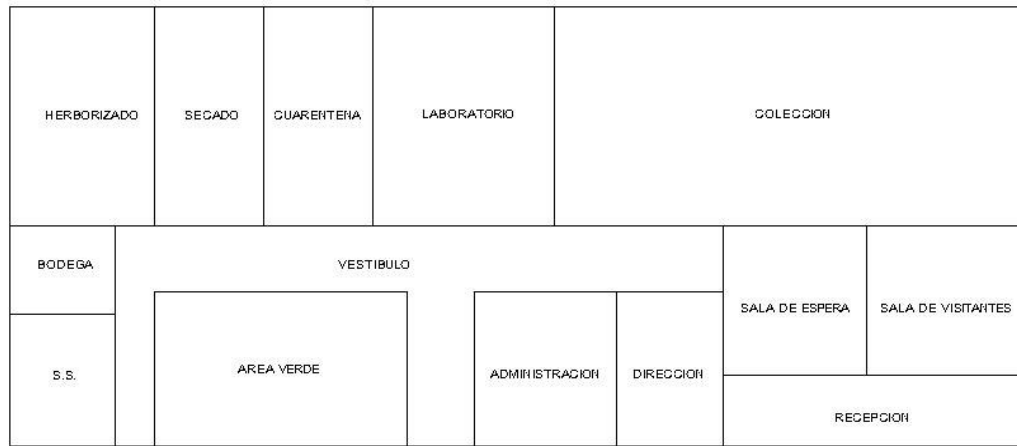 HERBORIZADO
SECADO
CUARENTENA
LABORATORIO
COLECCION
BODEGA
VESTIBULO
SALA DE ESPERA
SALA DE VISITANTES
S.S.
AREA VERDE
ADMINISTRACION
DIRECCION
RECEPCION